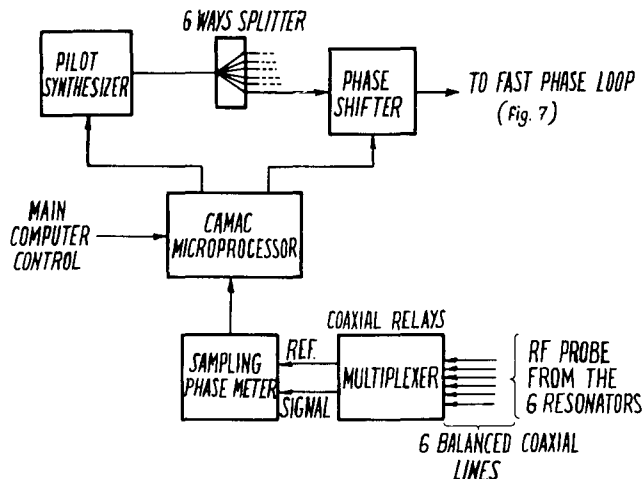 6 WAYS SPLITTER
PILOT
SYNTHESIZER
PHASE
SHIFTER
TO FAST PHASE LOOP
(Fig. 7)
MAIN
COMPUTER
CONTROL
CAMAC
MICROPROCESSOR
COAXIAL RELAYS
SAMPLING
PHASE METER
REF.
SIGNAL
MULTIPLEXER
RF PROBE
FROM THE
6 RESONATORS
6 BALANCED COAXIAL
LINES